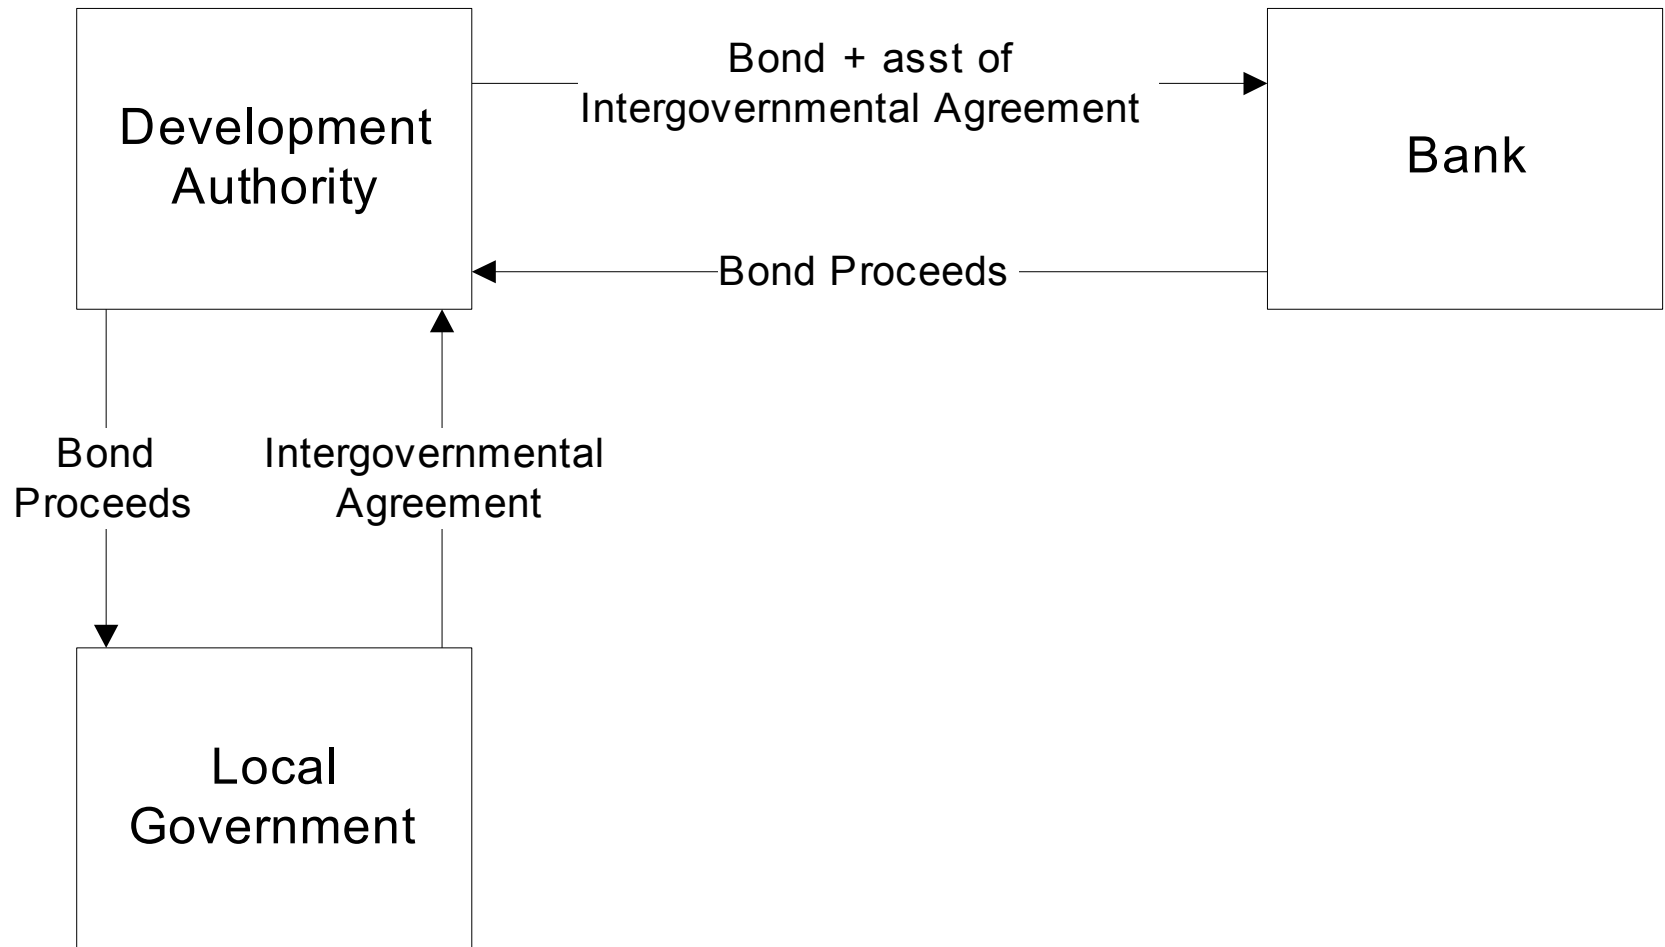 Development
Authority
Bond + asst of
Intergovernmental Agreement
Bank
Bond Proceeds
Bond
Proceeds
Intergovernmental
Agreement
Local
Government